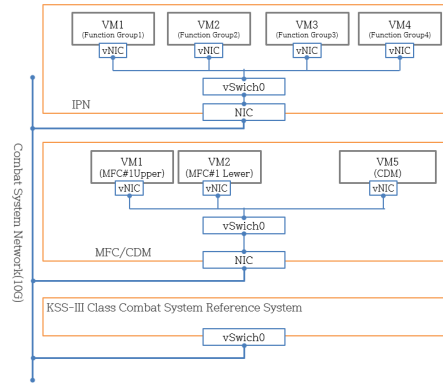 VM1
(Function Group1)
vNIC
VM2
(Function Group2)
vNIC
VM3
(Function Group3)
vNIC
VM4
(Function Group4)
vNIC
vSwich0
NIC
IPN
VM1
(MFC#1Upper)
vNIC
VM2
(MFC#1 Lewer)
vNIC
VM5
(CDM)
vNIC
vSwich0
NIC
MFC/CDM
KSS-III Class Combat System Reference System
vSwich0
Combat System Network(10G)